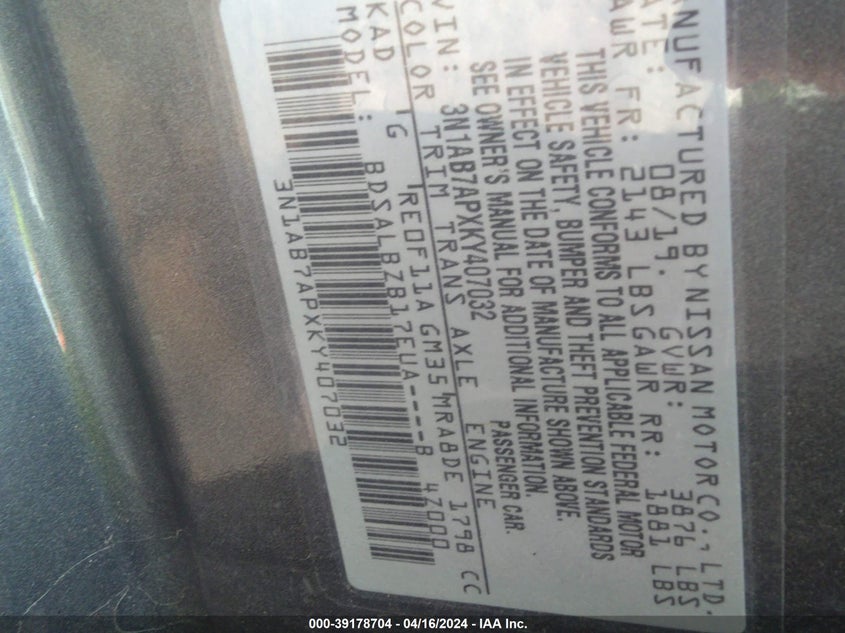 MANUFACTURED BY NISSAN MOTOR CO., LTD.
DATE: 08/19. GVWR: 3876 LBS
GAWR FR: 2143 LBS GAWR RR: 1881 LBS
THIS VEHICLE CONFORMS TO ALL APPLICABLE FEDERAL MOTOR
VEHICLE SAFETY, BUMPER AND THEFT PREVENTION STANDARDS
IN EFFECT ON THE DATE OF MANUFACTURE SHOWN ABOVE.
SEE OWNER'S MANUAL FOR ADDITIONAL INFORMATION.
VIN: 3N1AB7APXKY407032 PASSENGER CAR.
COLOR TRIM TRANS AXLE ENGINE
KAD G RE0F11A GM35 MRA8DE 1798 CC
MODEL: BDSALBZB17EUA----B 47000
3N1AB7APXKY407032
000-39178704 - 04/16/2024 - IAA Inc.